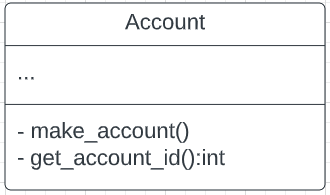 Account
...
- make_account()
- get_account_id():int